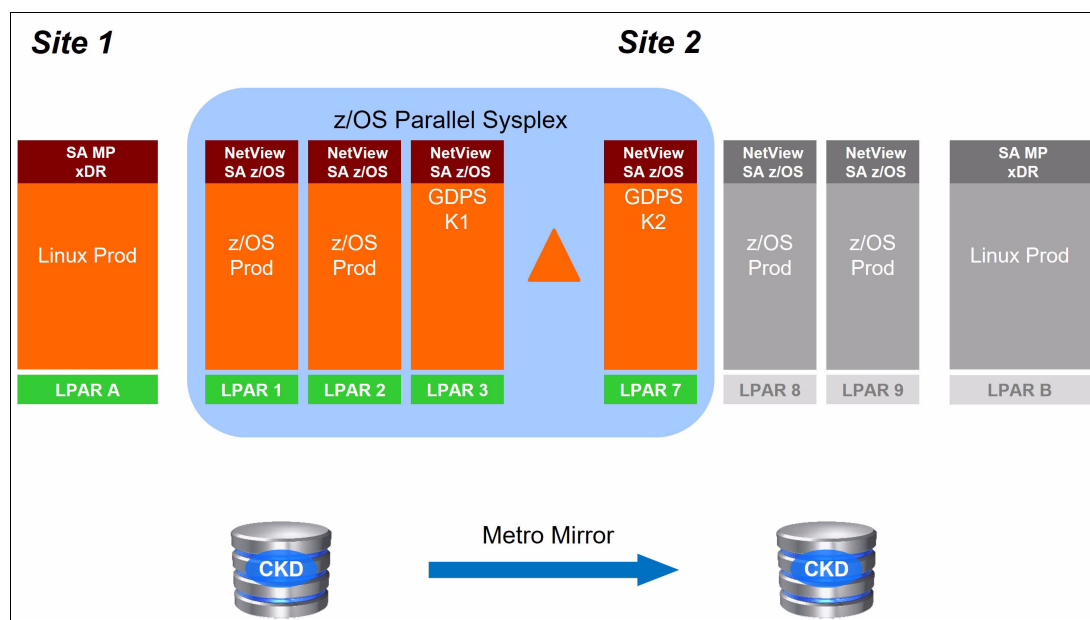 Site 1
Site 2
z/OS Parallel Sysplex
SA MP
xDR
Linux Prod
LPAR A
NetView
SA z/OS
z/OS
Prod
LPAR 1
NetView
SA z/OS
z/OS
Prod
LPAR 2
NetView
SA z/OS
GDPS
K1
LPAR 3
NetView
SA z/OS
GDPS
K2
LPAR 7
NetView
SA z/OS
z/OS
Prod
LPAR 8
NetView
SA z/OS
z/OS
Prod
LPAR 9
SA MP
xDR
Linux Prod
LPAR B
CKD
Metro Mirror
CKD